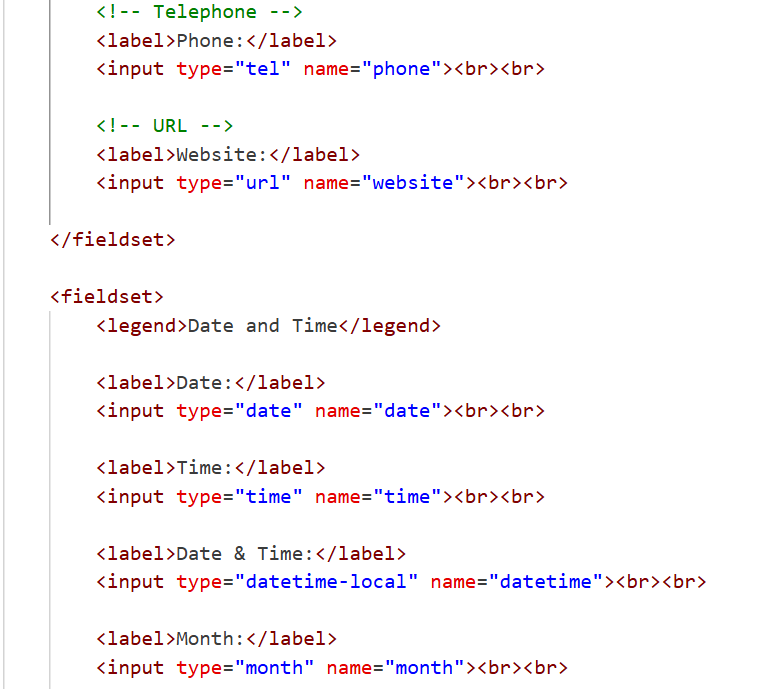 <!-- Telephone -->
<label>Phone:</label>
<input type="tel" name="phone"><br><br>
<!-- URL -->
<label>Website:</label>
<input type="url" name="website"><br><br>
</fieldset>
<fieldset>
<legend>Date and Time</legend>
<label>Date:</label>
<input type="date" name="date"><br><br>
<label>Time:</label>
<input type="time" name="time"><br><br>
<label>Date & Time:</label>
<input type="datetime-local" name="datetime"><br><br>
<label>Month:</label>
<input type="month" name="month"><br><br>